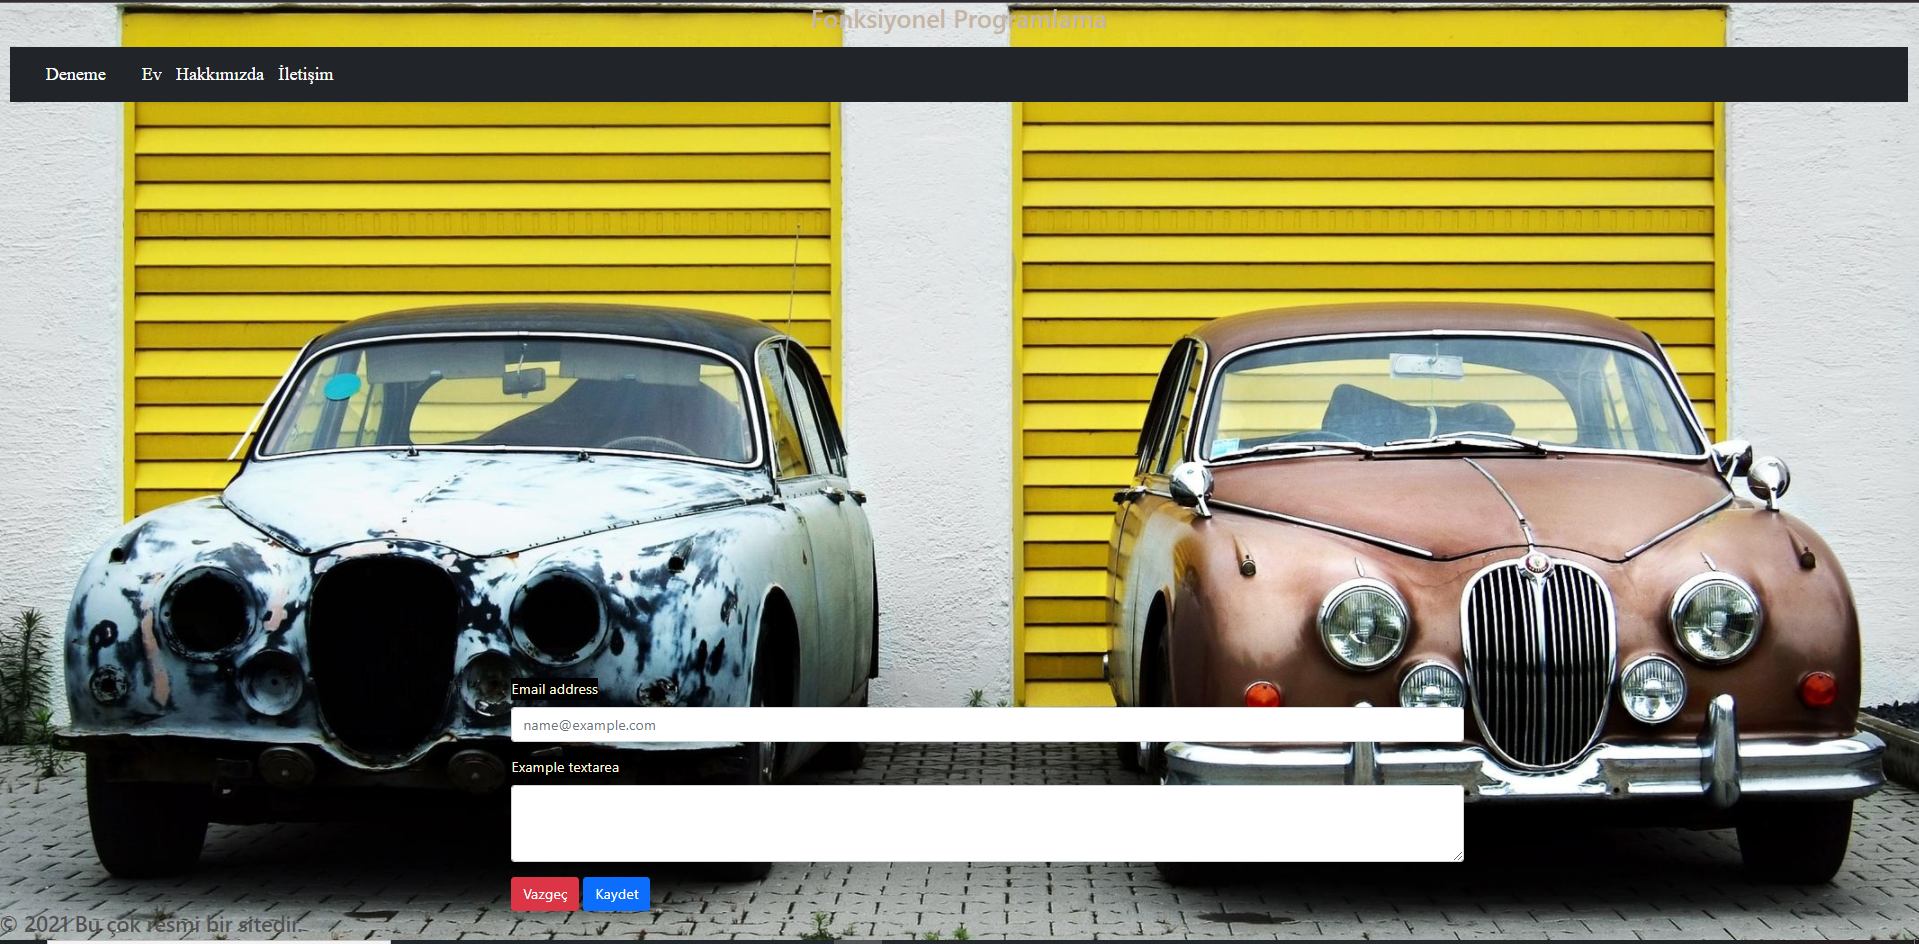 Fonksiyonel Programlama
Deneme Ev Hakkımızda İletişim
Email address
name@example.com
Example textarea
Vazgeç Kaydet
© 2021 Bu çok resmi bir sitedir.